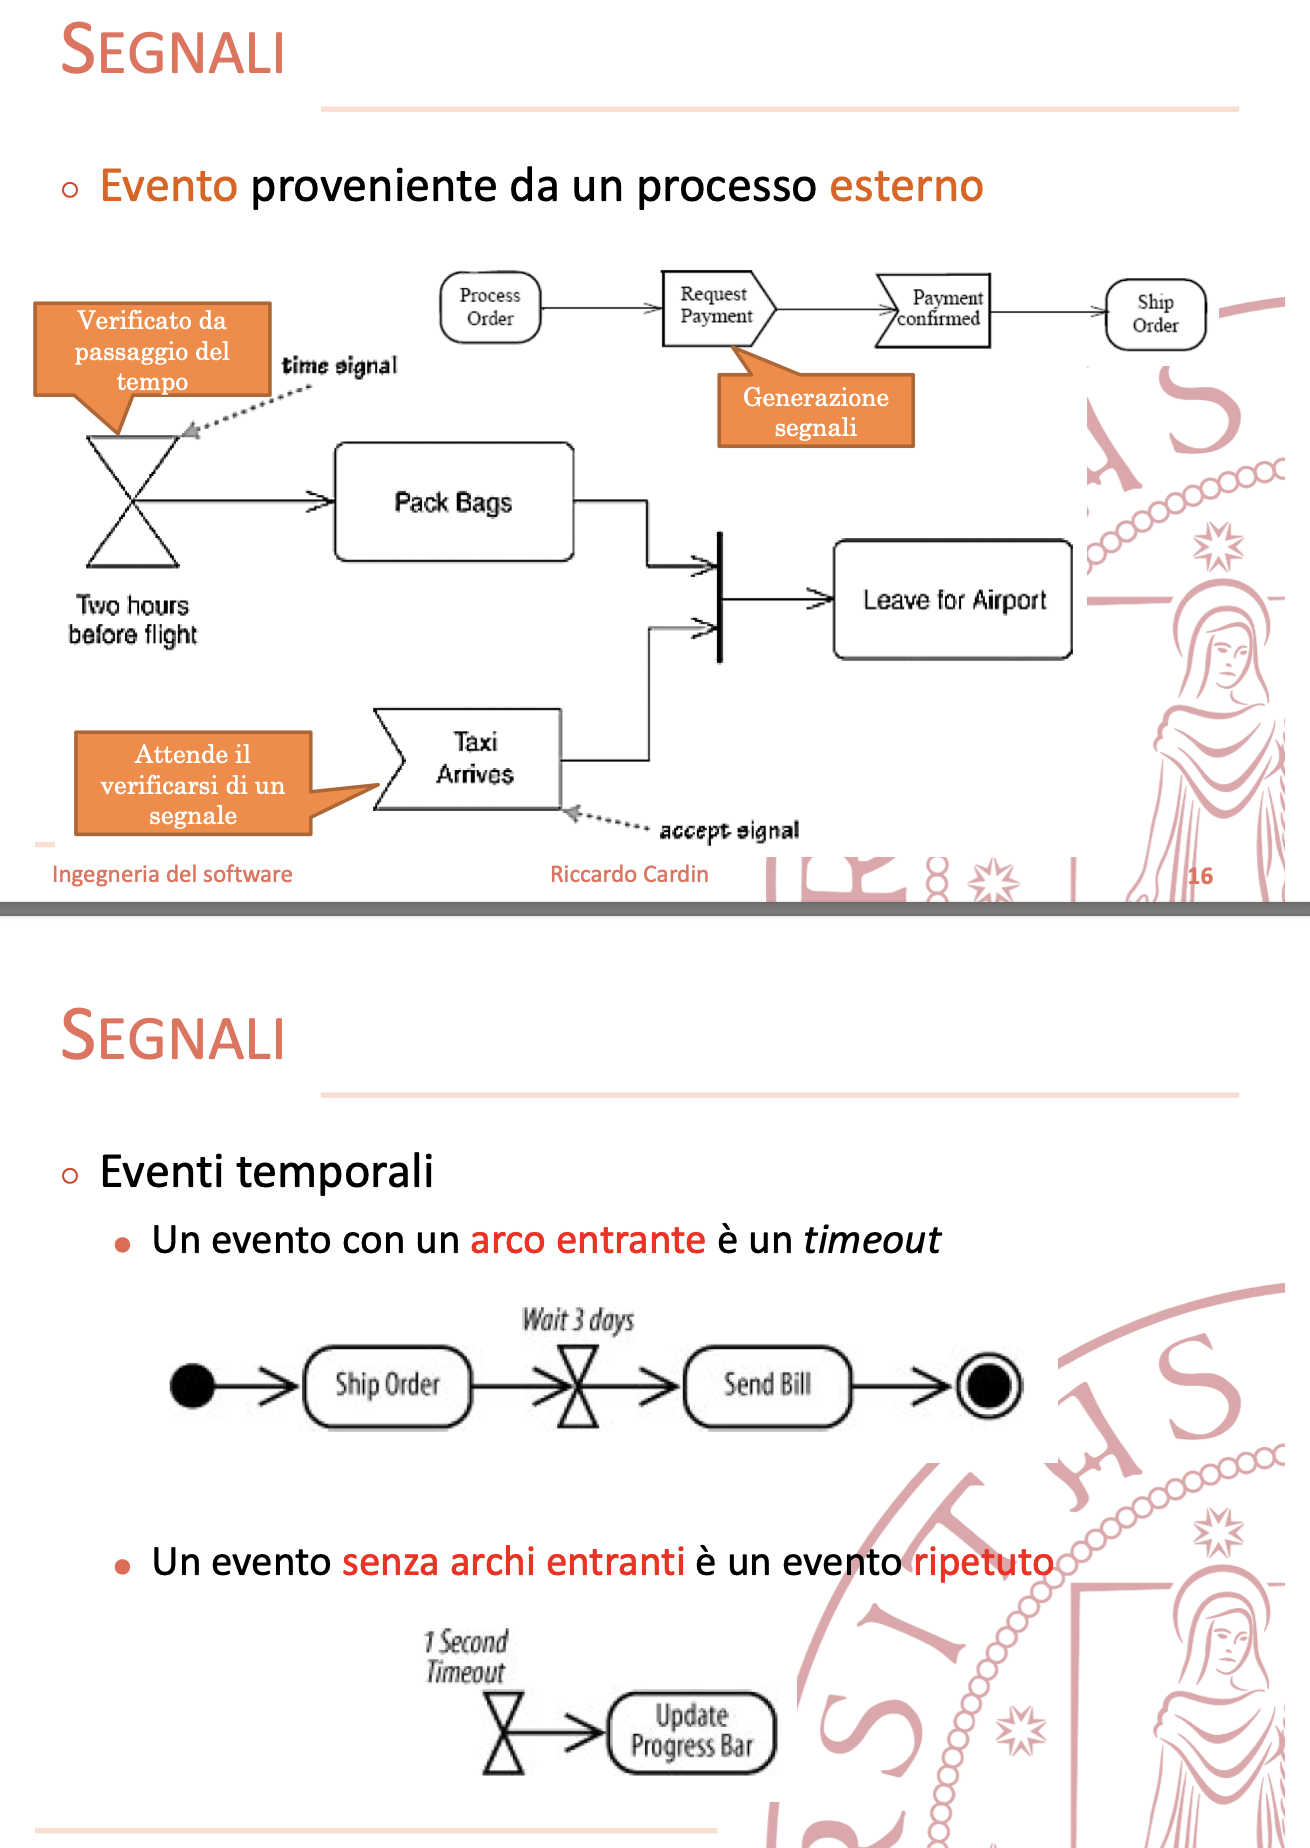 SEGNALI
Evento proveniente da un processo esterno
Process
Order
Request
Payment
Payment
confirmed
Ship
Order
Verificato da
passaggio del
tempo
time signal
Generazione
segnali
Pack Bags
Two hours
before flight
Leave for Airport
Taxi
Arrives
Attende il
verificarsi di un
segnale
accept signal
Ingegneria del software
Riccardo Cardin
16
SEGNALI
Eventi temporali
Un evento con un arco entrante è un timeout
Wait 3 days
Ship Order
Send Bill
Un evento senza archi entranti è un evento ripetuto
1 Second
Timeout
Update
Progress Bar